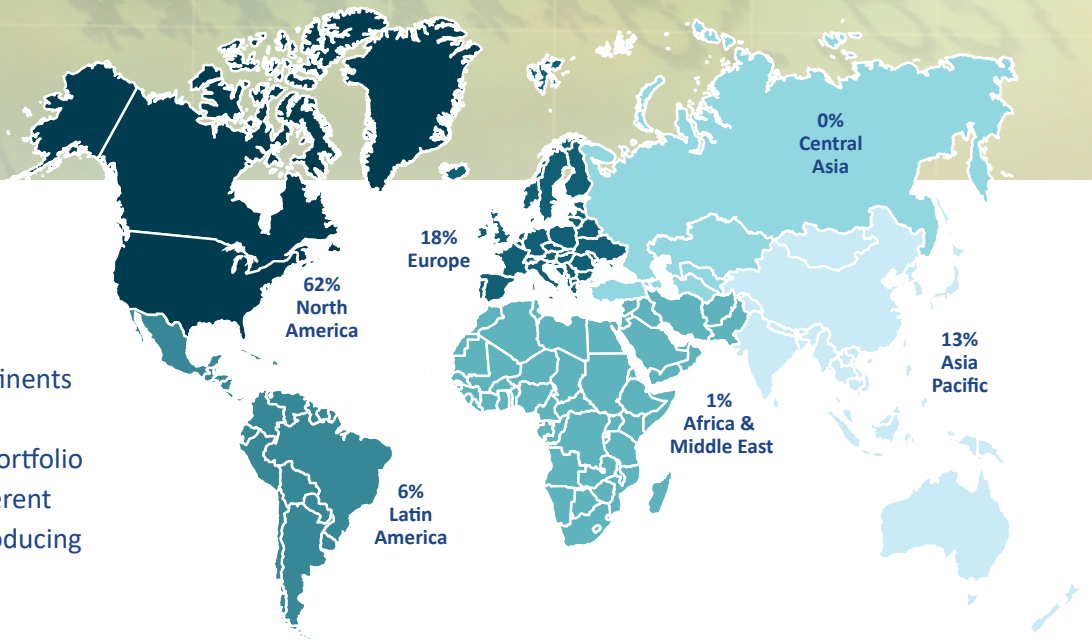 0%
Central
Asia
18%
Europe
62%
North
America
13%
Asia
Pacific
1%
Africa &
Middle East
6%
Latin
America